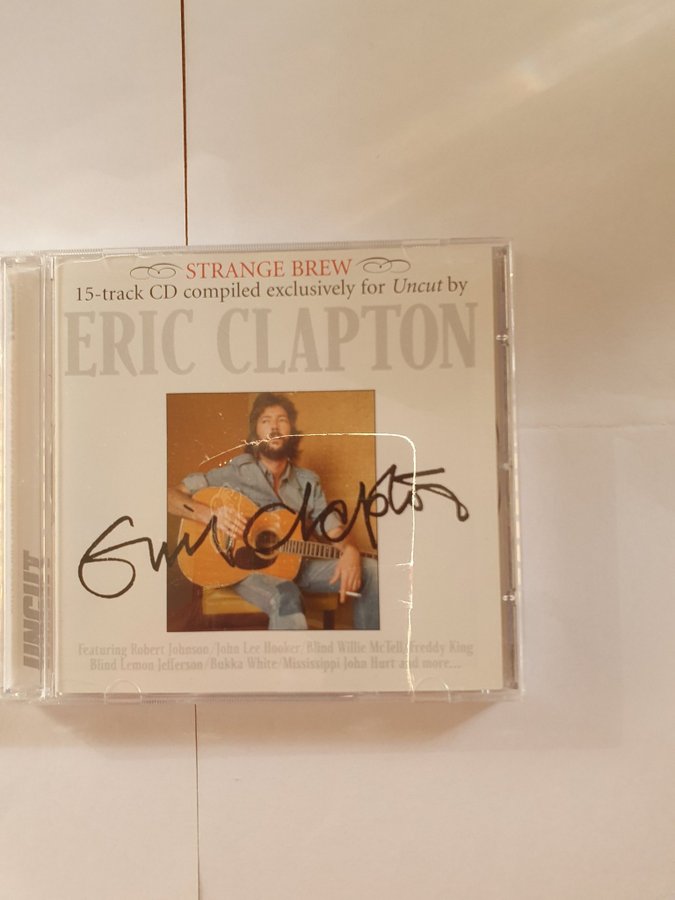 STRANGE BREW
15-track CD compiled exclusively for Uncut by
ERIC CLAPTON
Eric Clapton
Featuring Robert Johnson/John Lee Hooker/Blind Willie McTell/Freddy King
Blind Lemon Jefferson/Bukka White/Mississippi John Hurt and more...
UNCUT